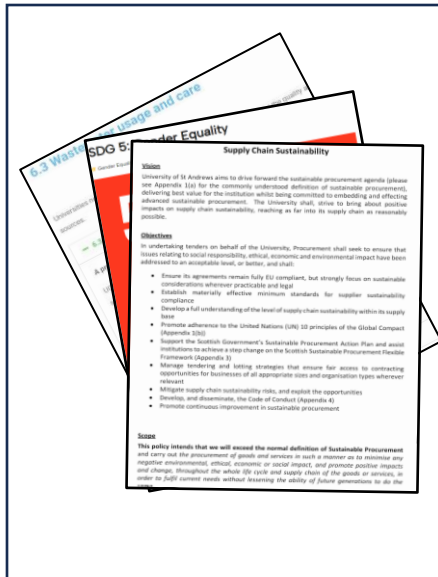 6.3 Wastewater usage and care
Universities
sources.
SDG 5: Gender Equality
Supply Chain Sustainability
Vision
University of St Andrews aims to drive forward the sustainable procurement agenda (please
see Appendix 1(a) for the commonly understood definition of sustainable procurement),
delivering best value for the institution whilst being committed to embedding and effecting
advanced sustainable procurement. The University shall, strive to bring about positive
impacts on supply chain sustainability, reaching as far into its supply chain as reasonably
possible.
Objectives
In undertaking tenders on behalf of the University, Procurement shall seek to ensure that
issues relating to social responsibility, ethical, economic and environmental impact have been
addressed to an acceptable level, or better, and shall:
• Ensure its agreements remain fully EU compliant, but strongly focus on sustainable
considerations wherever practicable and legal
• Establish materially effective minimum standards for supplier sustainability
compliance
• Develop a full understanding of the level of supply chain sustainability within its supply
base
• Promote adherence to the United Nations (UN) 10 principles of the Global Compact
(Appendix 1(b))
• Support the Scottish Government's Sustainable Procurement Action Plan and assist
institutions to achieve a step change on the Scottish Sustainable Procurement Flexible
Framework (Appendix 3)
• Manage tendering and lotting strategies that ensure fair access to contracting
opportunities for businesses of all appropriate sizes and organisation types wherever
relevant
• Mitigate supply chain sustainability risks, and exploit the opportunities
• Develop, and disseminate, the Code of Conduct (Appendix 4)
• Promote continuous improvement in sustainable procurement
Scope
This policy intends that we will exceed the normal definition of Sustainable Procurement
and carry out the procurement of goods and services in such a manner as to minimise any
negative environmental, ethical, economic or social impact, and promote positive impacts
and change, throughout the whole life cycle and supply chain of the goods or services, in
order to fulfil current needs without lessening the ability of future generations to do the